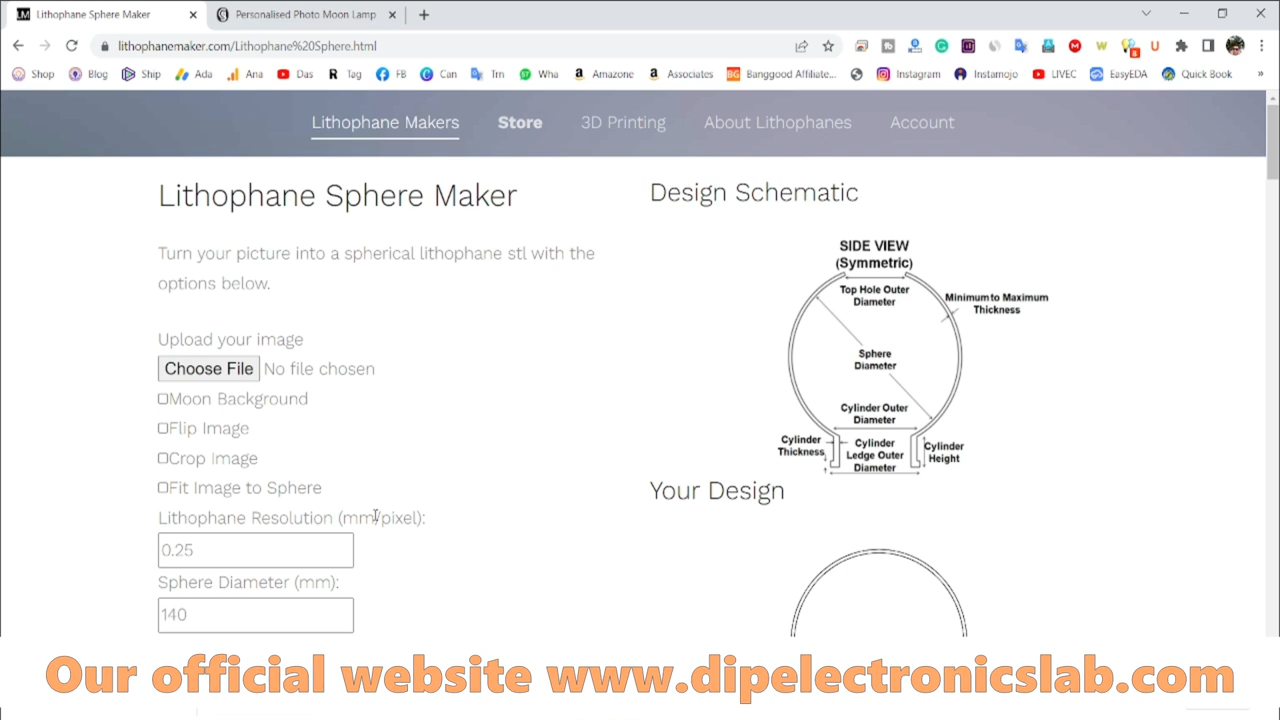 Lithophane Sphere Maker
Personalised Photo Moon Lamp
lithophanemaker.com/Lithophane%20Sphere.html
Shop
Blog
Ship
Ada
Ana
Das
Tag
FB
Can
Trn
Wha
Amazone
Associates
Banggood Affiliate...
Instagram
Instamojo
LIVEC
EasyEDA
Quick Book
»
Lithophane Makers
Store
3D Printing
About Lithophanes
Account
Lithophane Sphere Maker
Turn your picture into a spherical lithophane stl with the
options below.
Upload your image
Choose File No file chosen
Moon Background
Flip Image
Crop Image
Fit Image to Sphere
Lithophane Resolution (mm/pixel):
0.25
Sphere Diameter (mm):
140
Design Schematic
SIDE VIEW
(Symmetric)
Top Hole Outer
Diameter
Minimum to Maximum
Thickness
Sphere
Diameter
Cylinder Outer
Diameter
Cylinder
Thickness
Cylinder
Ledge Outer
Diameter
Cylinder
Height
Your Design
Our official website www.dipelectronicslab.com